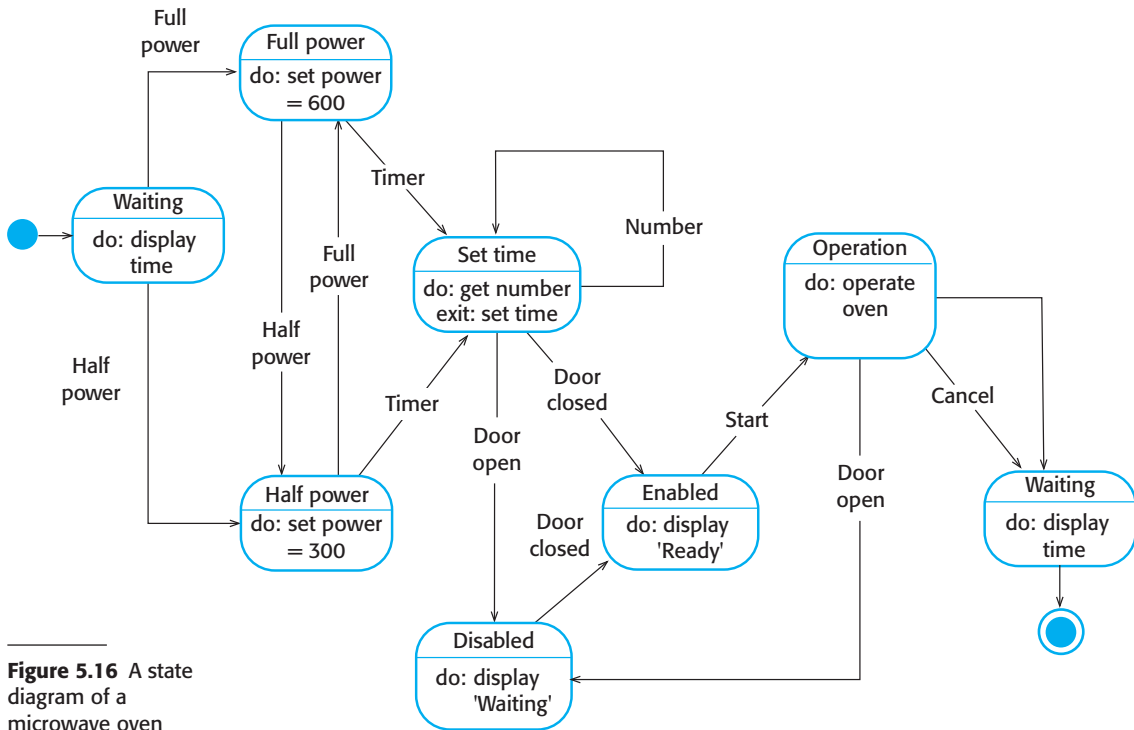 Full
power
Full power
do: set power
= 600
Timer
Number
Waiting
do: display
time
Full
power
Set time
do: get number
exit: set time
Operation
do: operate
oven
Half
power
Half
power
Timer
Door
open
Door
closed
Start
Cancel
Door
open
Half power
do: set power
= 300
Door
closed
Enabled
do: display
'Ready'
Waiting
do: display
time
Disabled
do: display
'Waiting'
Figure 5.16 A state
diagram of a
microwave oven